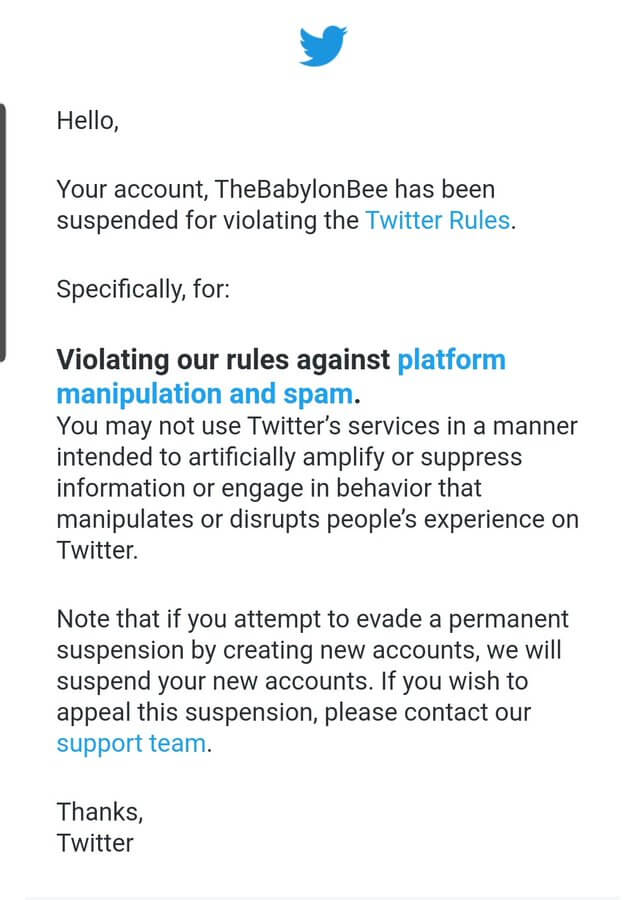 Hello,
Your account, TheBabylonBee has been
suspended for violating the Twitter Rules.
Specifically, for:
Violating our rules against platform
manipulation and spam.
You may not use Twitter’s services in a manner
intended to artificially amplify or suppress
information or engage in behavior that
manipulates or disrupts people’s experience on
Twitter.
Note that if you attempt to evade a permanent
suspension by creating new accounts, we will
suspend your new accounts. If you wish to
appeal this suspension, please contact our
support team.
Thanks,
Twitter